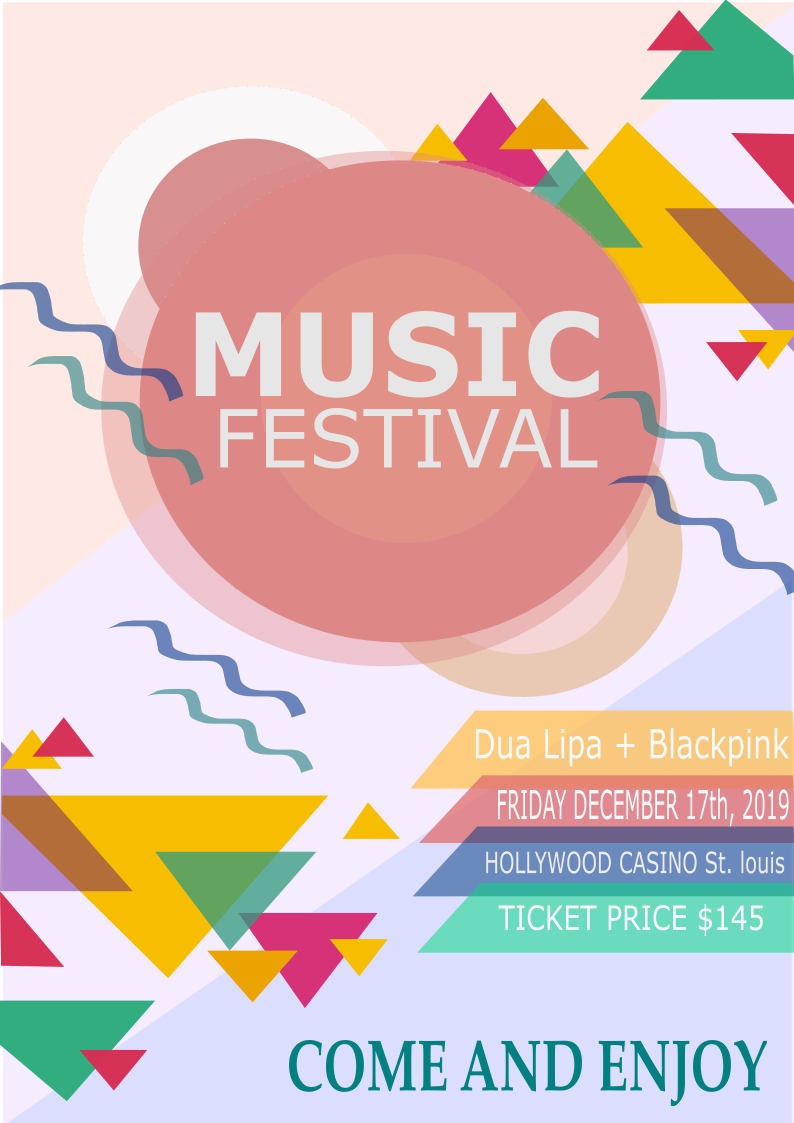 MUSIC
FESTIVAL
Dua Lipa + Blackpink
FRIDAY DECEMBER 17th, 2019
HOLLYWOOD CASINO St. louis
TICKET PRICE $145
COME AND ENJOY